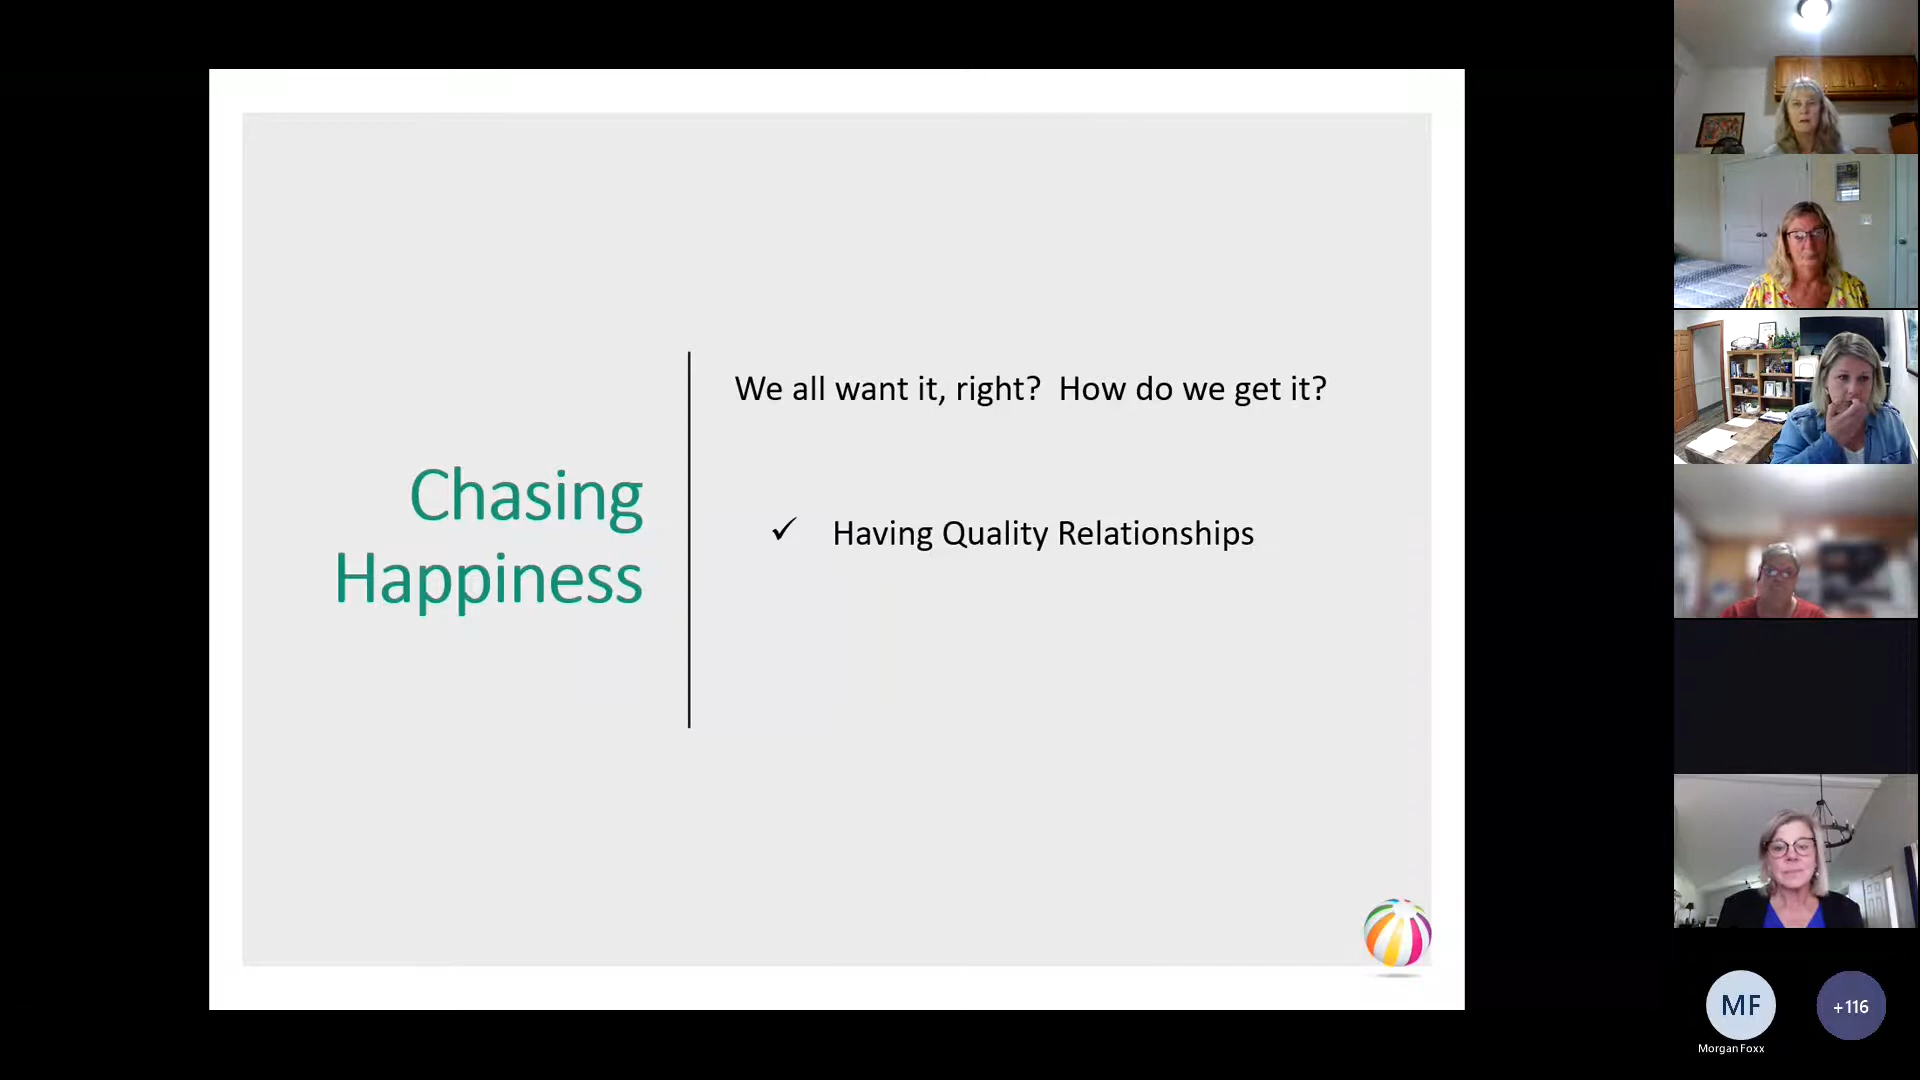 Chasing
Happiness
We all want it, right?  How do we get it?
✓ Having Quality Relationships
MF
Morgan Foxx
+116